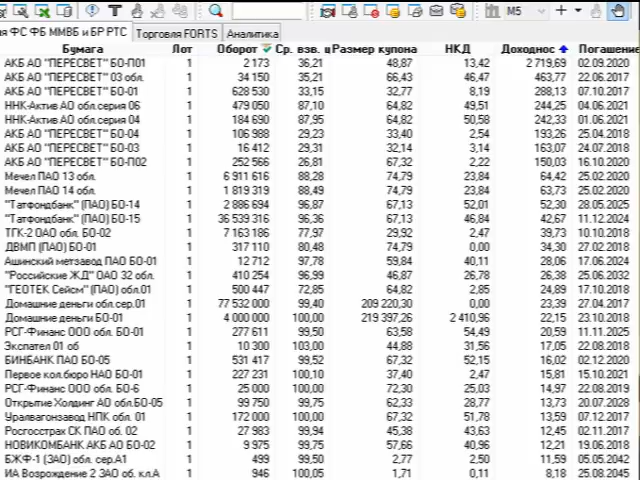 М5
я ФС ФБ ММВБ и БР РТС Торговля FORTS Аналитика
Бумага Лот Оборот Ср. взв. ц Размер купона НКД Доходнос Погашение
АКБ АО "ПЕРЕСВЕТ" БО-П01 1 2 173 36,21 48,87 13,42 2 719,69 02.09.2020
АКБ АО "ПЕРЕСВЕТ" 03 обл. 1 34 150 35,21 66,43 46,47 463,77 22.06.2017
АКБ АО "ПЕРЕСВЕТ" БО-01 1 628 530 33,15 32,77 8,19 288,13 07.10.2017
ННК-Актив АО обл.серия 06 1 479 050 87,10 64,82 49,51 244,25 04.06.2021
ННК-Актив АО обл.серия 04 1 184 690 87,95 64,82 50,58 242,33 01.06.2021
АКБ АО "ПЕРЕСВЕТ" БО-04 1 106 988 29,23 33,40 2,54 193,26 25.04.2018
АКБ АО "ПЕРЕСВЕТ" БО-03 1 16 412 29,31 32,14 3,14 163,07 24.07.2018
АКБ АО "ПЕРЕСВЕТ" БО-П02 1 252 566 26,81 67,32 2,22 150,03 16.10.2020
Мечел ПАО 13 обл. 1 6 911 616 88,28 74,79 23,84 64,42 25.02.2020
Мечел ПАО 14 обл. 1 1 819 319 88,49 74,79 23,84 63,73 25.02.2020
"Татфондбанк" (ПАО) БО-14 1 2 886 694 96,87 67,13 52,01 52,30 28.05.2025
"Татфондбанк" (ПАО) БО-15 1 36 539 316 96,36 67,13 46,84 42,67 11.12.2024
ТГК-2 ОАО обл. БО-02 1 7 163 186 77,97 29,92 2,47 39,73 10.10.2018
ДВМП (ПАО) БО-01 1 317 110 80,48 74,79 0,00 34,30 27.02.2018
Ашинский метзавод ПАО БО-01 1 12 712 97,78 59,84 40,11 28,06 17.06.2024
"Российские ЖД" ОАО 32 обл. 1 410 254 96,99 46,87 26,78 26,38 25.06.2032
"ГЕОТЕК Сейсм" (ПАО) обл.01 1 500 447 72,85 64,82 2,85 24,89 17.10.2018
Домашние деньги обл.сер.01 1 77 532 000 99,40 209 220,30 0,00 23,39 27.04.2017
Домашние деньги БО-01 1 4 000 000 100,00 219 397,26 2 410,96 22,15 23.10.2018
РСГ-Финанс ООО обл. БО-01 1 277 611 99,50 63,58 54,49 20,59 11.11.2025
Экспател 01 об 1 10 300 103,00 44,88 31,56 17,05 22.08.2018
БИНБАНК ПАО БО-05 1 531 417 99,52 67,32 52,15 16,02 02.12.2020
Первое кол.бюро НАО БО-01 1 227 231 100,10 37,40 2,47 15,81 15.10.2021
РСГ-Финанс ООО обл. БО-6 1 25 000 100,00 72,30 25,03 14,97 22.08.2019
Открытие Холдинг АО обл.БО-05 1 99 750 99,75 62,33 28,77 13,73 20.07.2028
Уралвагонзавод НПК обл. 01 1 172 000 100,00 67,32 51,78 13,59 07.12.2017
Росгосстрах СК ПАО об. 02 1 27 983 99,94 45,38 43,63 12,45 02.11.2017
НОВИКОМБАНК АКБ АО БО-02 1 9 975 99,75 57,66 40,96 12,21 19.06.2018
БЖФ-1 (ЗАО) обл. сер.А1 1 499 99,50 2,77 2,50 11,59 05.05.2042
ИА Возрождение 2 ЗАО об. кл.А 1 946 100,05 1,71 0,11 8,18 25.08.2045